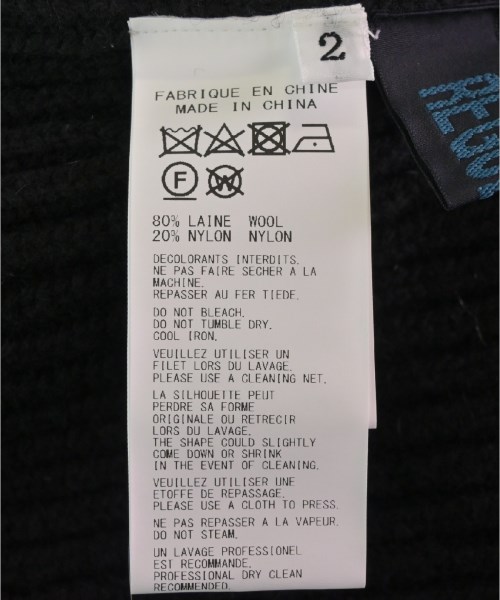 2
FABRIQUE EN CHINE
MADE IN CHINA
F W
80% LAINE WOOL
20% NYLON NYLON
DECOLORANTS INTERDITS.
NE PAS FAIRE SECHER A LA
MACHINE.
REPASSER AU FER TIEDE.
DO NOT BLEACH.
DO NOT TUMBLE DRY.
COOL IRON.
VEUILLEZ UTILISER UN
FILET LORS DU LAVAGE.
PLEASE USE A CLEANING NET.
LA SILHOUETTE PEUT
PERDRE SA FORME
ORIGINALE OU RETRECIR
LORS DU LAVAGE.
THE SHAPE COULD SLIGHTLY
COME DOWN OR SHRINK
IN THE EVENT OF CLEANING.
VEUILLEZ UTILISER UNE
ETOFFE DE REPASSAGE.
PLEASE USE A CLOTH TO PRESS.
NE PAS REPASSER A LA VAPEUR.
DO NOT STEAM.
UN LAVAGE PROFESSIONEL
EST RECOMMANDE.
PROFESSIONAL DRY CLEAN
RECOMMENDED.